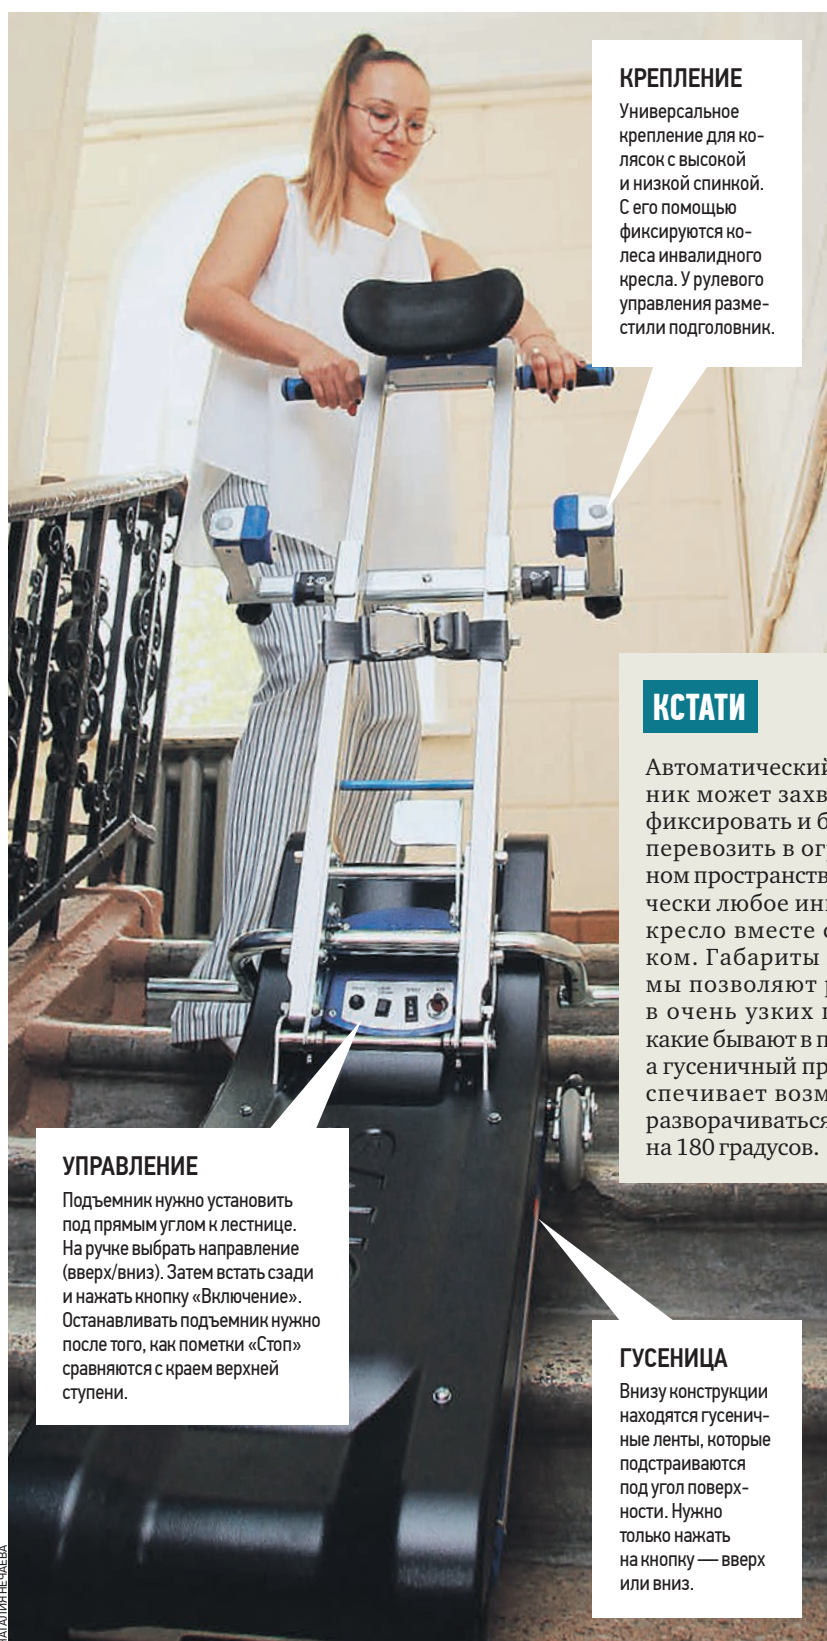 КРЕПЛЕНИЕ
Универсальное
крепление для ко-
лясок с высокой
и низкой спинкой.
С его помощью
фиксируются ко-
леса инвалидного
кресла. У рулевого
управления разме-
стили подголовник.
КСТАТИ
Автоматический
ник может захв
фиксировать и б
перевозить в ог
ном пространств
чески любое ин
кресло вместе с
ком. Габариты
мы позволяют
в очень узких
какие бывают в п
а гусеничный пр
спечивает возм
разворачиваться
на 180 градусов.
УПРАВЛЕНИЕ
Подъемник нужно установить
под прямым углом к лестнице.
На ручке выбрать направление
(вверх/вниз). Затем встать сзади
и нажать кнопку «Включение».
Останавливать подъемник нужно
после того, как пометки «Стоп»
сравняются с краем верхней
ступени.
ГУСЕНИЦА
Внизу конструкции
находятся гусенич-
ные ленты, которые
подстраиваются
под угол поверх-
ности. Нужно
только нажать
на кнопку — вверх
или вниз.
НАТАЛИЯ НЕЧАЕВА